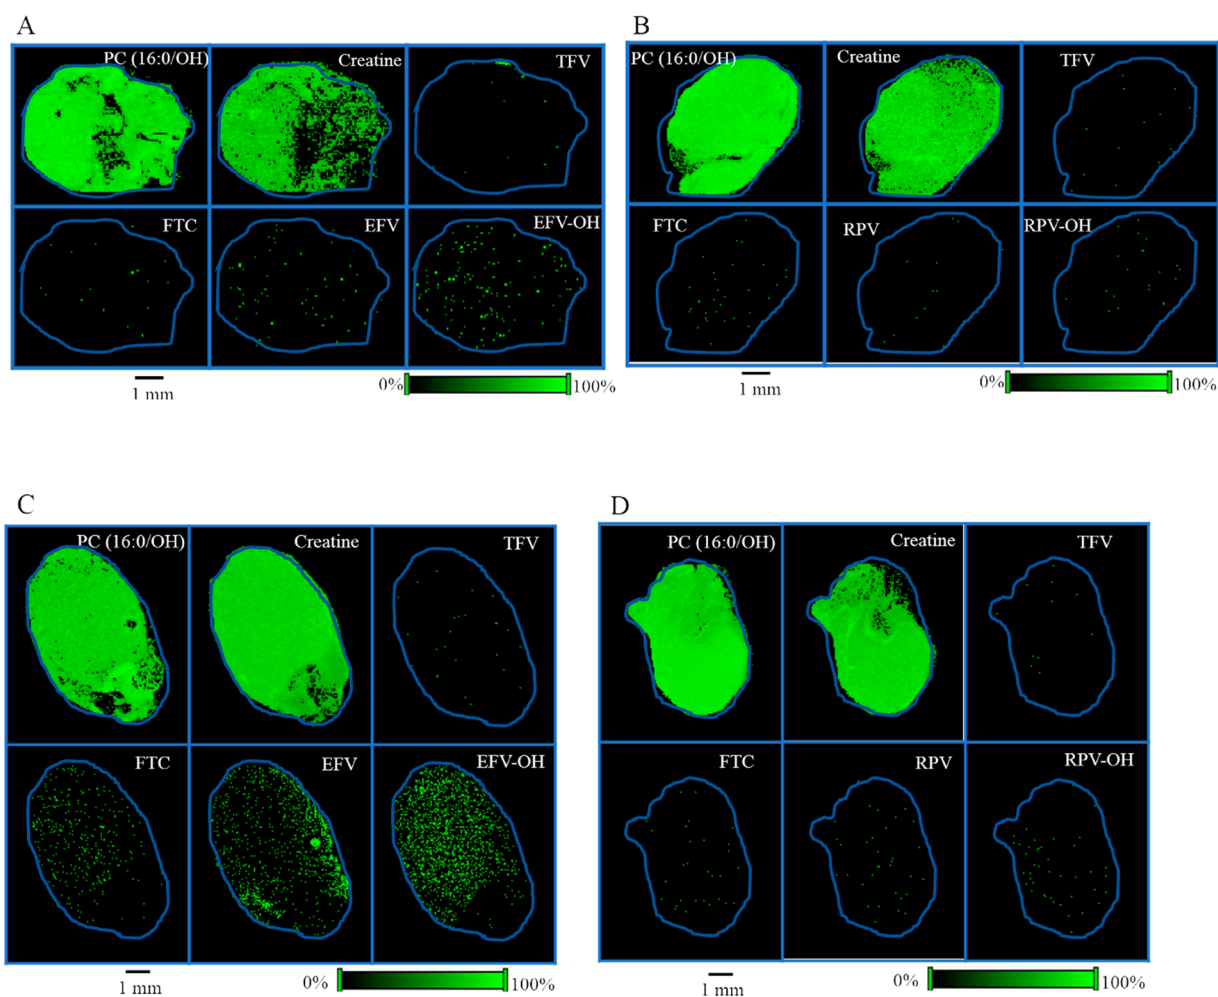 A
PC (16:0/OH)
Creatine
TFV
FTC
EFV
EFV-OH
1 mm
0%
100%
B
PC (16:0/OH)
Creatine
TFV
FTC
RPV
RPV-OH
1 mm
0%
100%
C
PC (16:0/OH)
Creatine
TFV
FTC
EFV
EFV-OH
1 mm
0%
100%
D
PC (16:0/OH)
Creatine
TFV
FTC
RPV
RPV-OH
1 mm
0%
100%